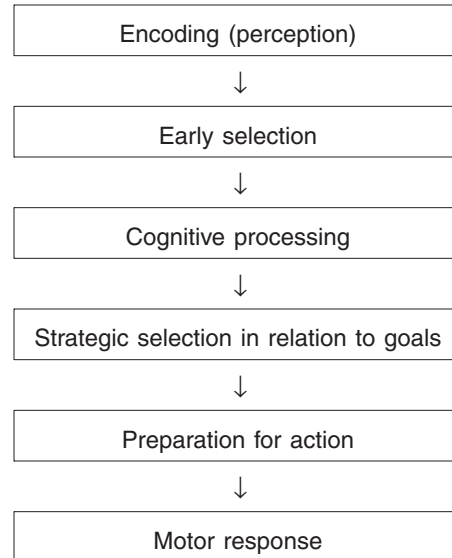 Encoding (perception)
↓
Early selection
↓
Cognitive processing
↓
Strategic selection in relation to goals
↓
Preparation for action
↓
Motor response